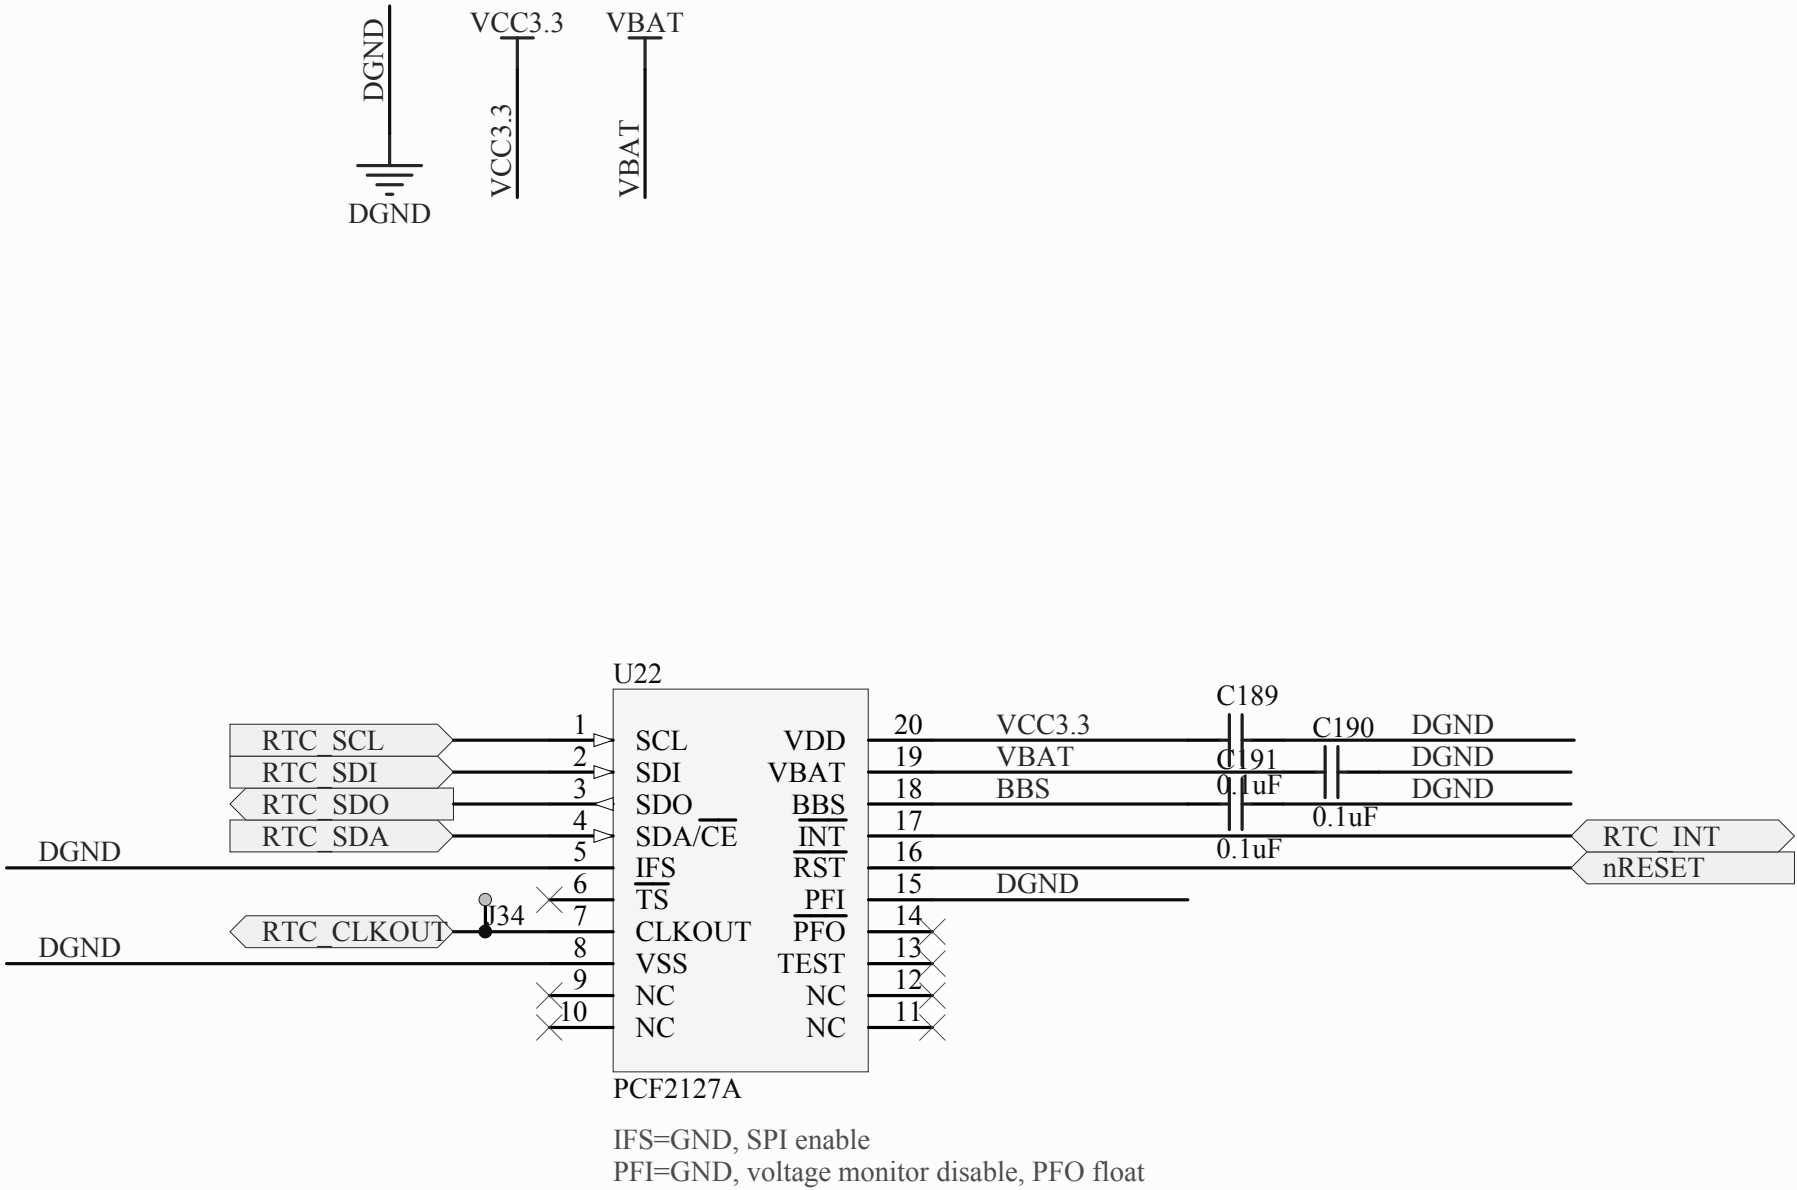 DGND
VCC3.3
VBAT
VCC3.3
VBAT
DGND
U22
C189
RTC_SCL
1
SCL
VDD
20
VCC3.3
C190
DGND
RTC_SDI
2
SDI
VBAT
19
VBAT
C191
DGND
0.1uF
RTC_SDO
3
SDO
BBS
18
BBS
DGND
0.1uF
RTC_SDA
4
SDA/CE
INT
17
RTC_INT
0.1uF
DGND
5
IFS
RST
16
nRESET
6
TS
PFI
15
DGND
J34
RTC_CLKOUT
7
CLKOUT
PFO
14
DGND
8
VSS
TEST
13
9
NC
NC
12
10
NC
NC
11
PCF2127A
IFS=GND, SPI enable
PFI=GND, voltage monitor disable, PFO float